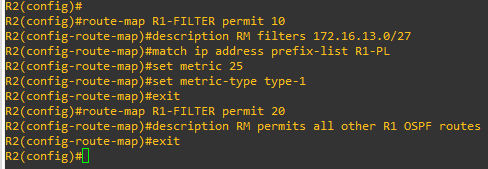 R2(config)#
R2(config)#route-map R1-FILTER permit 10
R2(config-route-map)#description RM filters 172.16.13.0/27
R2(config-route-map)#match ip address prefix-list R1-PL
R2(config-route-map)#set metric 25
R2(config-route-map)#set metric-type type-1
R2(config-route-map)#exit
R2(config)#route-map R1-FILTER permit 20
R2(config-route-map)#description RM permits all other R1 OSPF routes
R2(config-route-map)#exit
R2(config)#